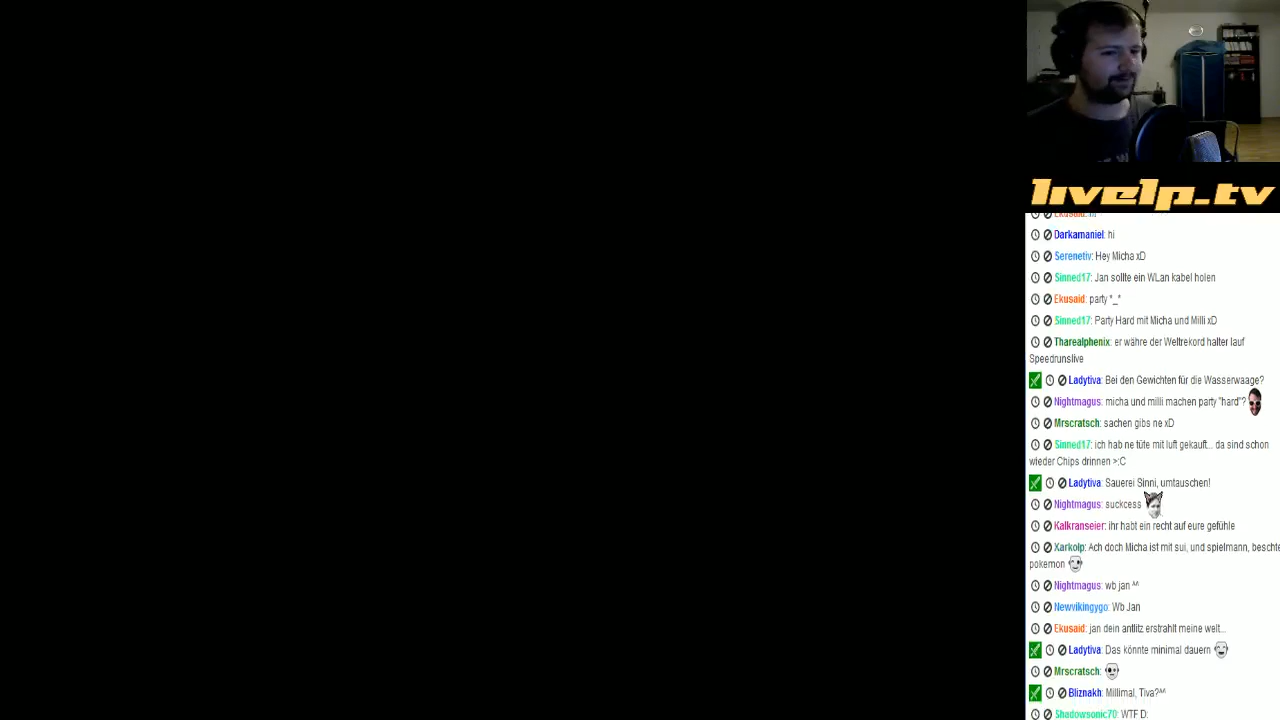 livelp.tv
Ekusaid: hi
Darkamaniel: hi
Serenetiv: Hey Micha xD
Sinned17: Jan sollte ein WLan kabel holen
Ekusaid: party *_*
Sinned17: Party Hard mit Micha und Milli xD
Tharealphenix: er währe der Weltrekord halter lauf
Speedrunslive
Ladytiva: Bei den Gewichten für die Wasserwaage?
Nightmagus: micha und milli machen party "hard"?
Mrscratsch: sachen gibs ne xD
Sinned17: ich hab ne tüte mit luft gekauft... da sind schon
wieder Chips drinnen >:C
Ladytiva: Sauerei Sinni, umtauschen!
Nightmagus: suckcess
Kalkranseier: ihr habt ein recht auf eure gefühle
Xarkolp: Ach doch Micha ist mit sui, und spielmann, beschte
pokemon
Nightmagus: wb jan ^^
Newvikingygo: Wb Jan
Ekusaid: jan dein antlitz erstrahlt meine welt...
Ladytiva: Das könnte minimal dauern
Mrscratsch:
Bliznakh: Millimal, Tiva?^^
Shadowsonic70: WTF D: